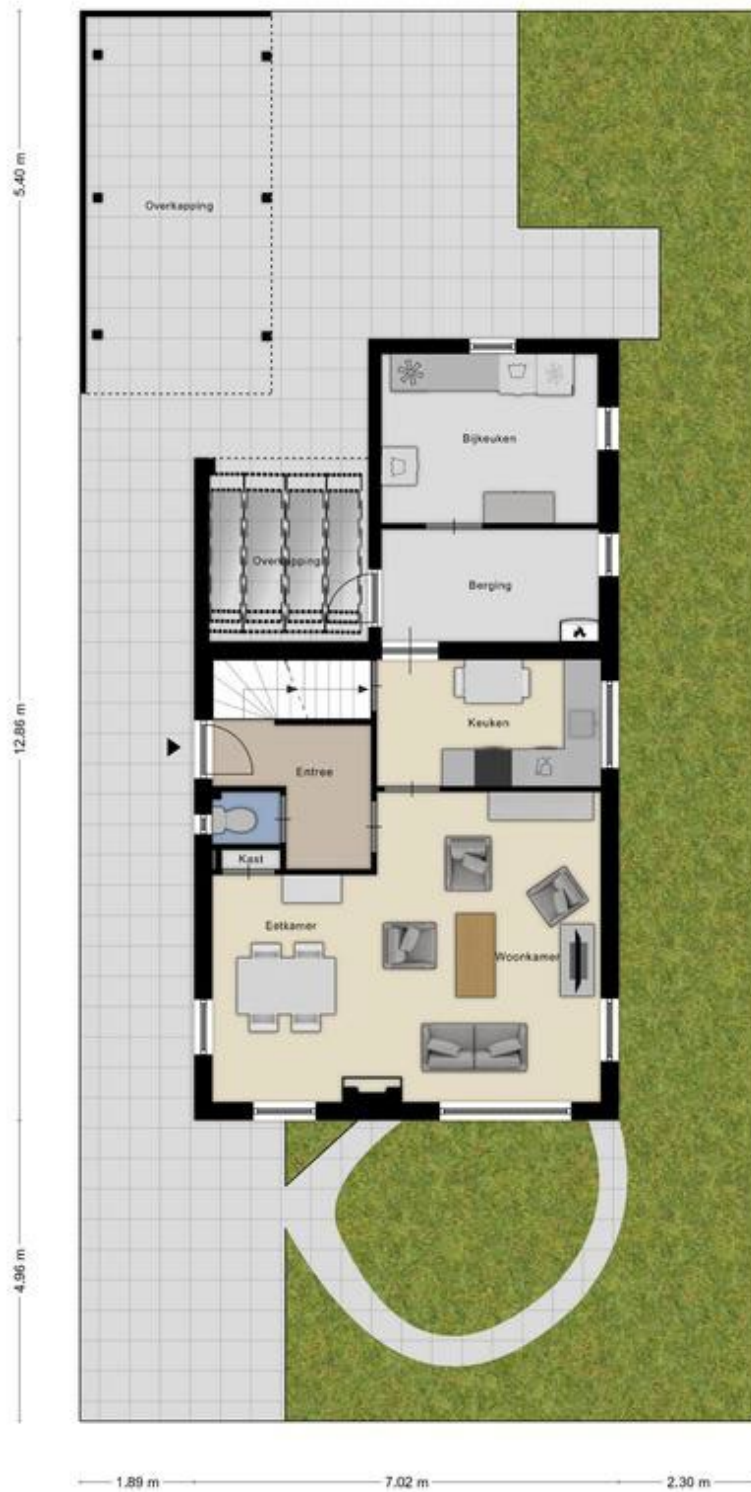 5.40 m
Overkapping
Bijkeuken
Overkapping
Berging
12.86 m
Keuken
Entree
Kast
Eetkamer
Woonkamer
4.96 m
1.89 m
7.02 m
2.30 m